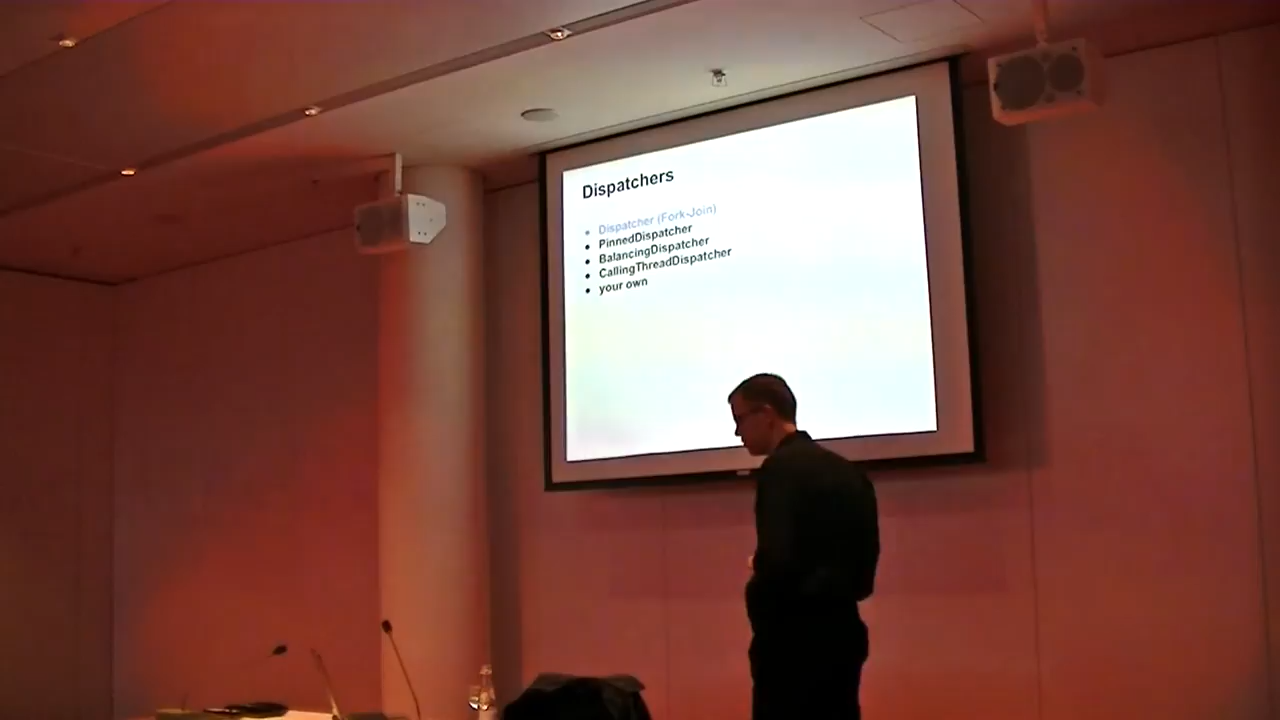 Dispatchers
Dispatcher (Fork-Join)
PinnedDispatcher
BalancingDispatcher
CallingThreadDispatcher
your own